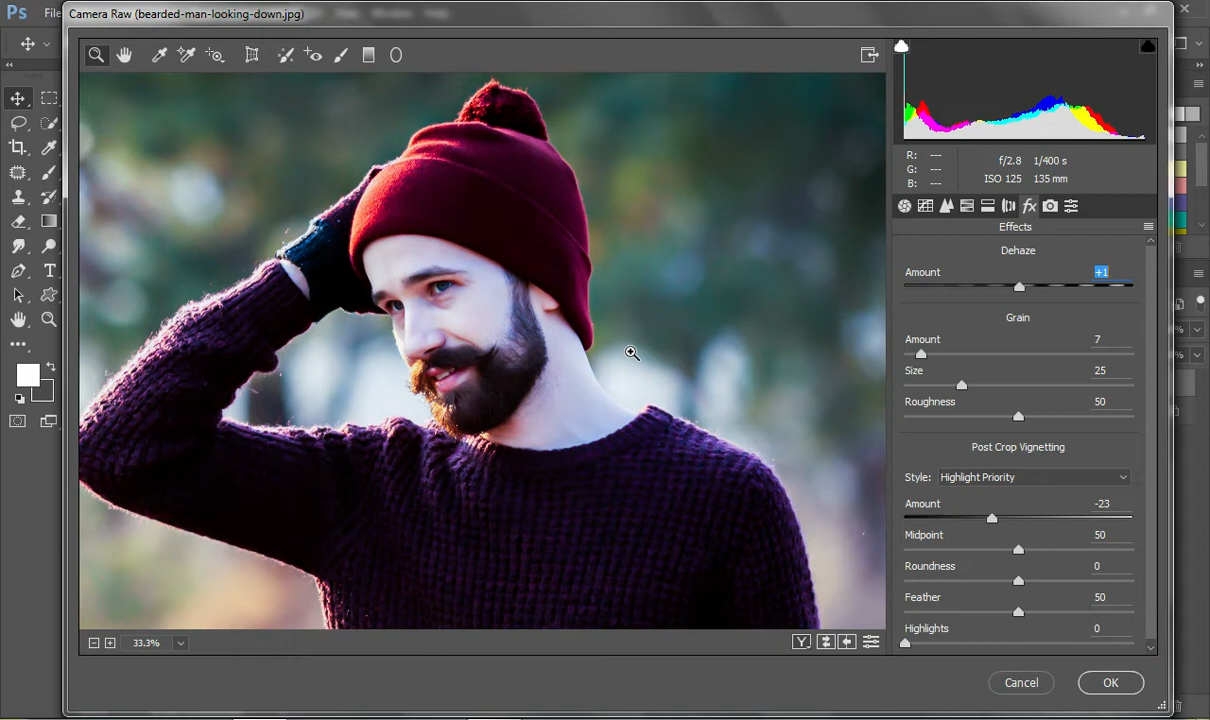 Ps
File
Camera Raw (bearded-man-looking-down.jpg)
R: ---
G: ---
B: ---
f/2.8 1/400 s
ISO 125 135 mm
fx
Effects
Dehaze
Amount +1
Grain
Amount 7
Size 25
Roughness 50
Post Crop Vignetting
Style: Highlight Priority
Amount -23
Midpoint 50
Roundness 0
Feather 50
Highlights 0
T
33.3%
Y
%
%
Cancel
OK